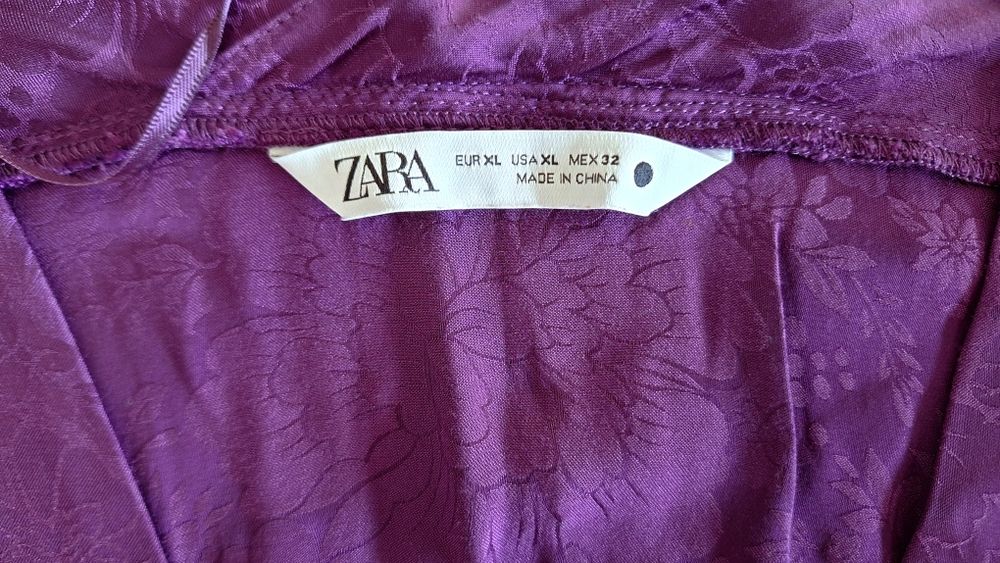 ZARA
EUR XL USA XL MEX 32
MADE IN CHINA